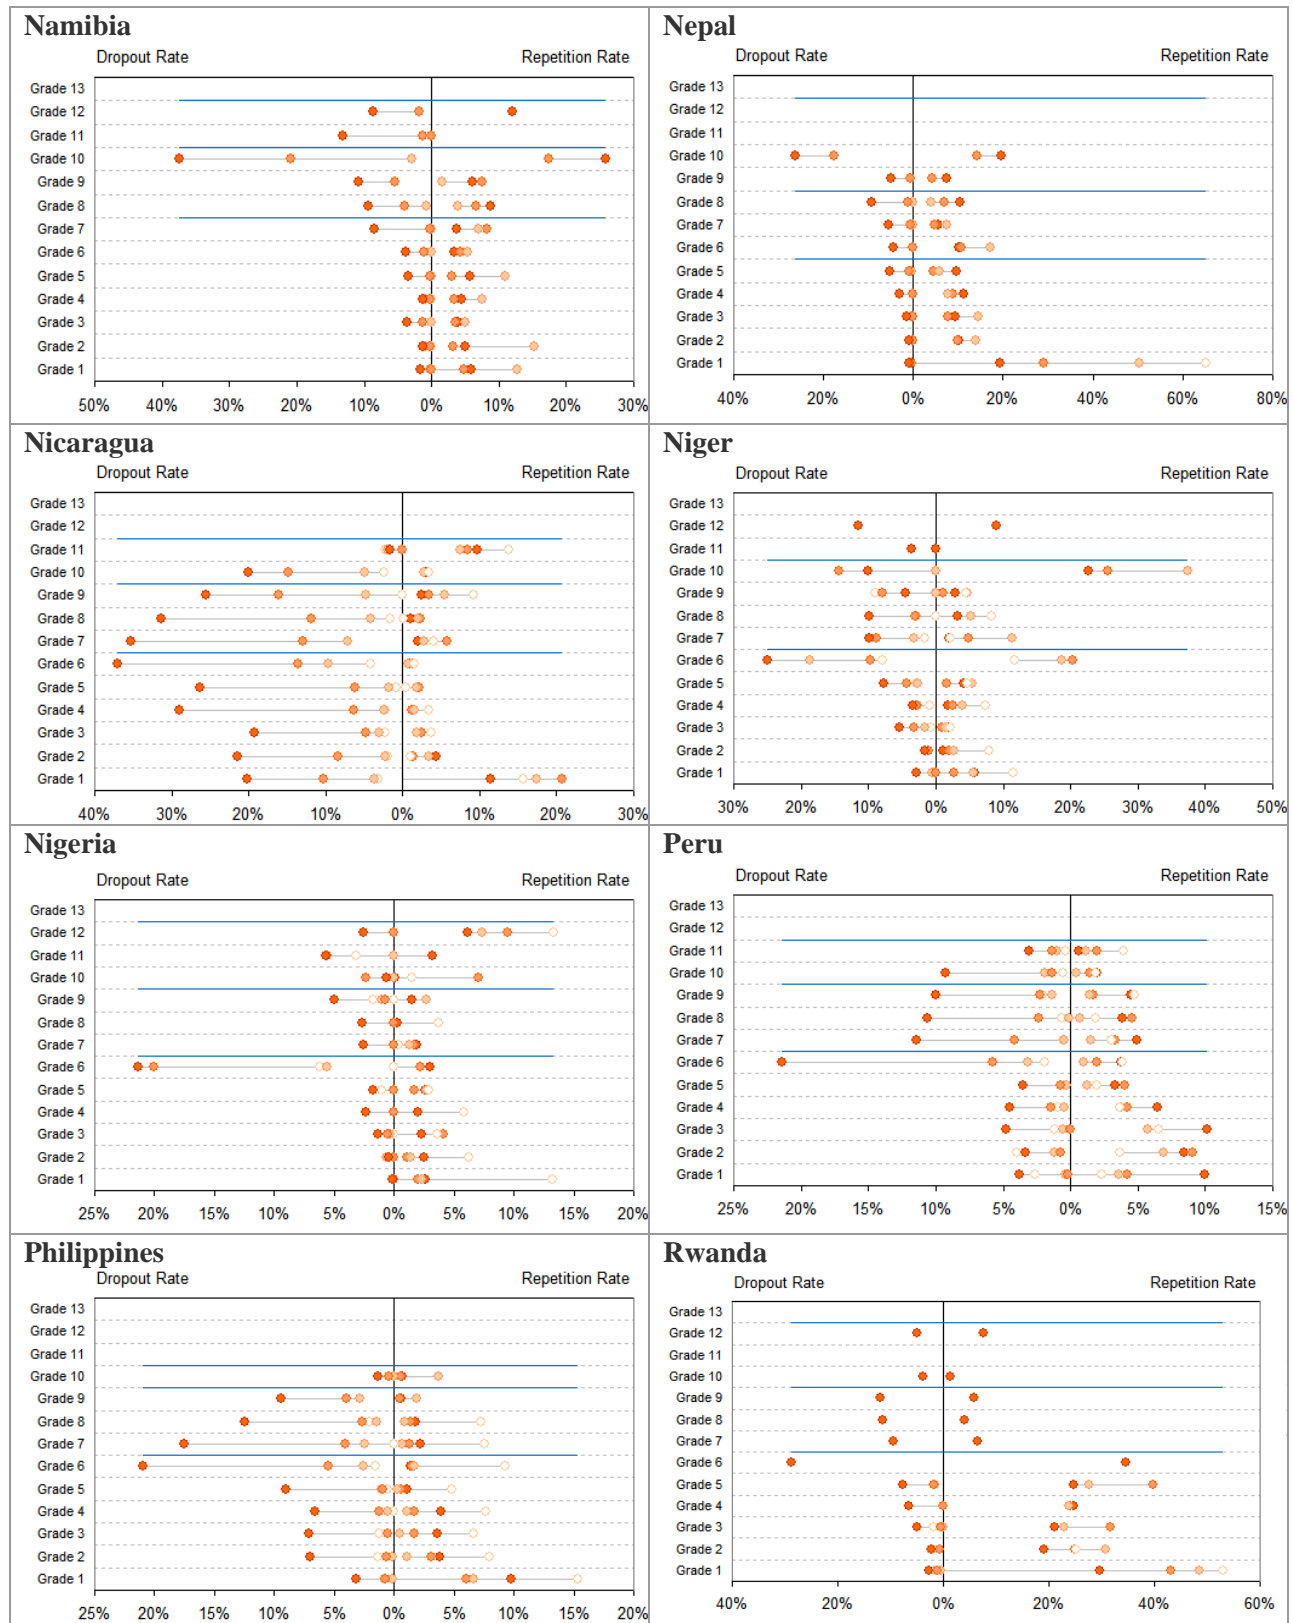 Namibia
Dropout Rate Repetition Rate
Grade 13
Grade 12
Grade 11
Grade 10
Grade 9
Grade 8
Grade 7
Grade 6
Grade 5
Grade 4
Grade 3
Grade 2
Grade 1
50% 40% 30% 20% 10% 0% 10% 20% 30%
Nepal
Dropout Rate Repetition Rate
Grade 13
Grade 12
Grade 11
Grade 10
Grade 9
Grade 8
Grade 7
Grade 6
Grade 5
Grade 4
Grade 3
Grade 2
Grade 1
40% 20% 0% 20% 40% 60% 80%
Nicaragua
Dropout Rate Repetition Rate
Grade 13
Grade 12
Grade 11
Grade 10
Grade 9
Grade 8
Grade 7
Grade 6
Grade 5
Grade 4
Grade 3
Grade 2
Grade 1
40% 30% 20% 10% 0% 10% 20% 30%
Niger
Dropout Rate Repetition Rate
Grade 13
Grade 12
Grade 11
Grade 10
Grade 9
Grade 8
Grade 7
Grade 6
Grade 5
Grade 4
Grade 3
Grade 2
Grade 1
30% 20% 10% 0% 10% 20% 30% 40% 50%
Nigeria
Dropout Rate Repetition Rate
Grade 13
Grade 12
Grade 11
Grade 10
Grade 9
Grade 8
Grade 7
Grade 6
Grade 5
Grade 4
Grade 3
Grade 2
Grade 1
25% 20% 15% 10% 5% 0% 5% 10% 15% 20%
Peru
Dropout Rate Repetition Rate
Grade 13
Grade 12
Grade 11
Grade 10
Grade 9
Grade 8
Grade 7
Grade 6
Grade 5
Grade 4
Grade 3
Grade 2
Grade 1
25% 20% 15% 10% 5% 0% 5% 10% 15%
Philippines
Dropout Rate Repetition Rate
Grade 13
Grade 12
Grade 11
Grade 10
Grade 9
Grade 8
Grade 7
Grade 6
Grade 5
Grade 4
Grade 3
Grade 2
Grade 1
25% 20% 15% 10% 5% 0% 5% 10% 15% 20%
Rwanda
Dropout Rate Repetition Rate
Grade 13
Grade 12
Grade 11
Grade 10
Grade 9
Grade 8
Grade 7
Grade 6
Grade 5
Grade 4
Grade 3
Grade 2
Grade 1
40% 20% 0% 20% 40% 60%